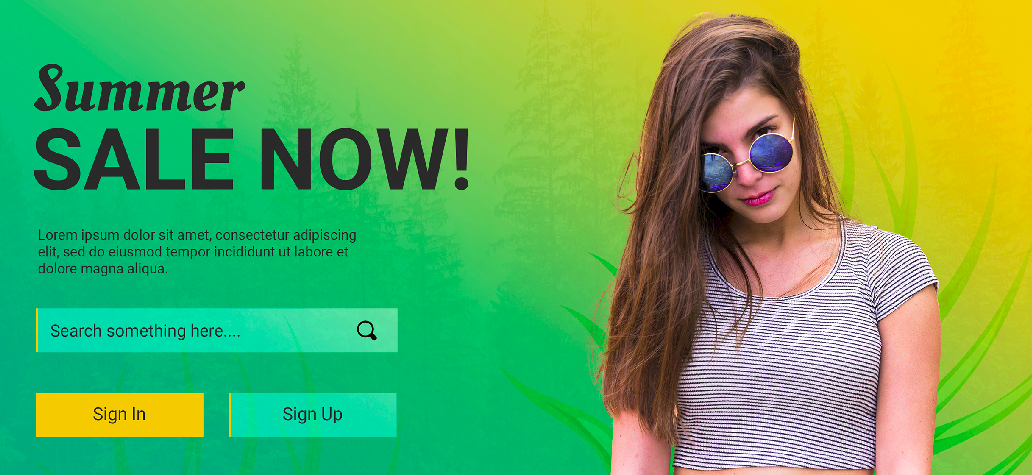 Summer
SALE NOW!
Lorem ipsum dolor sit amet, consectetur adipiscing
elit, sed do eiusmod tempor incididunt ut labore et
dolore magna aliqua.
Search something here....
Sign In
Sign Up